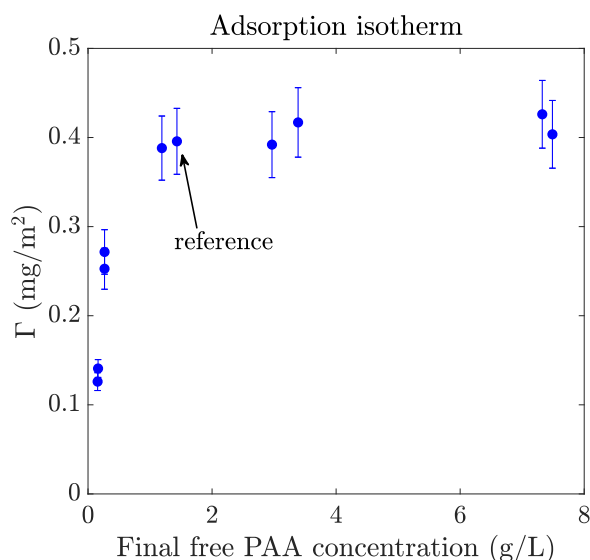 Adsorption isotherm
0.5
0.4
0.3
0.2
0.1
0
Γ (mg/m²)
reference
0 2 4 6 8
Final free PAA concentration (g/L)